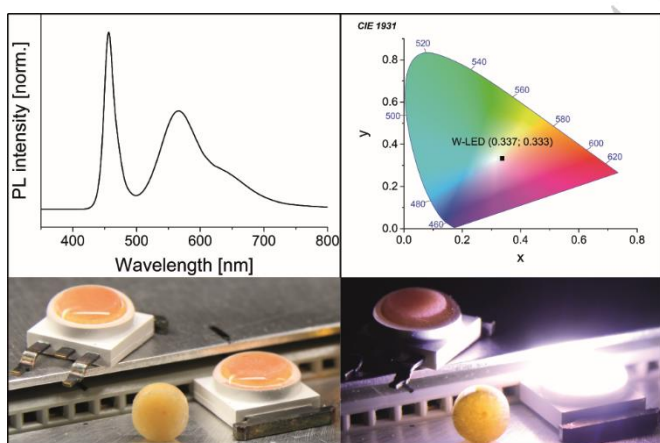 PL intensity [norm.]
400 500 600 700 800
Wavelength [nm]
CIE 1931
y
0.8
0.6
0.4
0.2
0.0
520
540
560
500
580
W-LED (0.337; 0.333)
600
620
480
460
0.0 0.2 0.4 0.6 0.8
x